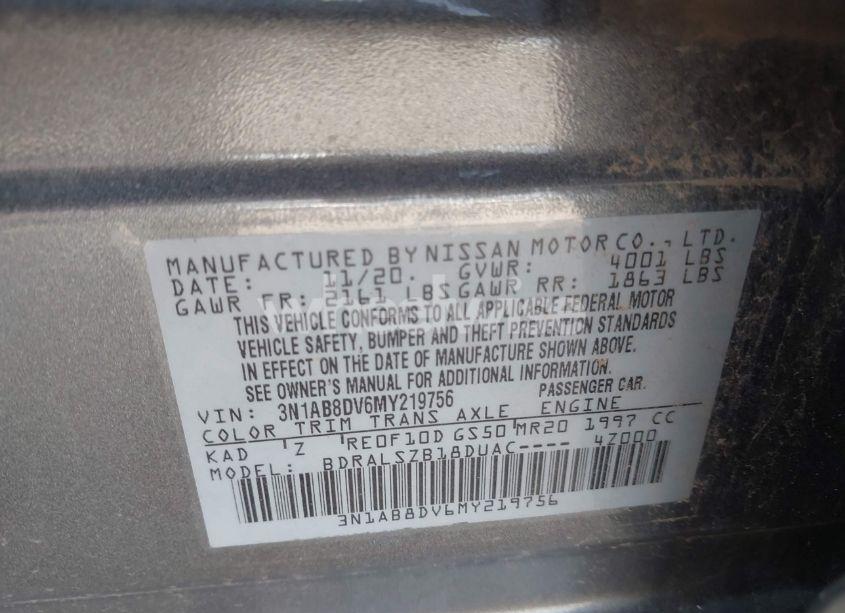 MANUFACTURED BY NISSAN MOTOR CO., LTD.
DATE: 11/20. GVWR: 4001 LBS
GAWR FR: 2161 LBS GAWR RR: 1863 LBS
THIS VEHICLE CONFORMS TO ALL APPLICABLE FEDERAL MOTOR
VEHICLE SAFETY, BUMPER AND THEFT PREVENTION STANDARDS
IN EFFECT ON THE DATE OF MANUFACTURE SHOWN ABOVE.
SEE OWNER'S MANUAL FOR ADDITIONAL INFORMATION.
VIN: 3N1AB8DV6MY219756 PASSENGER CAR.
COLOR TRIM TRANS AXLE ENGINE
KAD Z RE0F10D GS50 MR20 1997 CC
MODEL: BDRALSZB18DUAC---- 4Z000
3N1AB8DV6MY219756